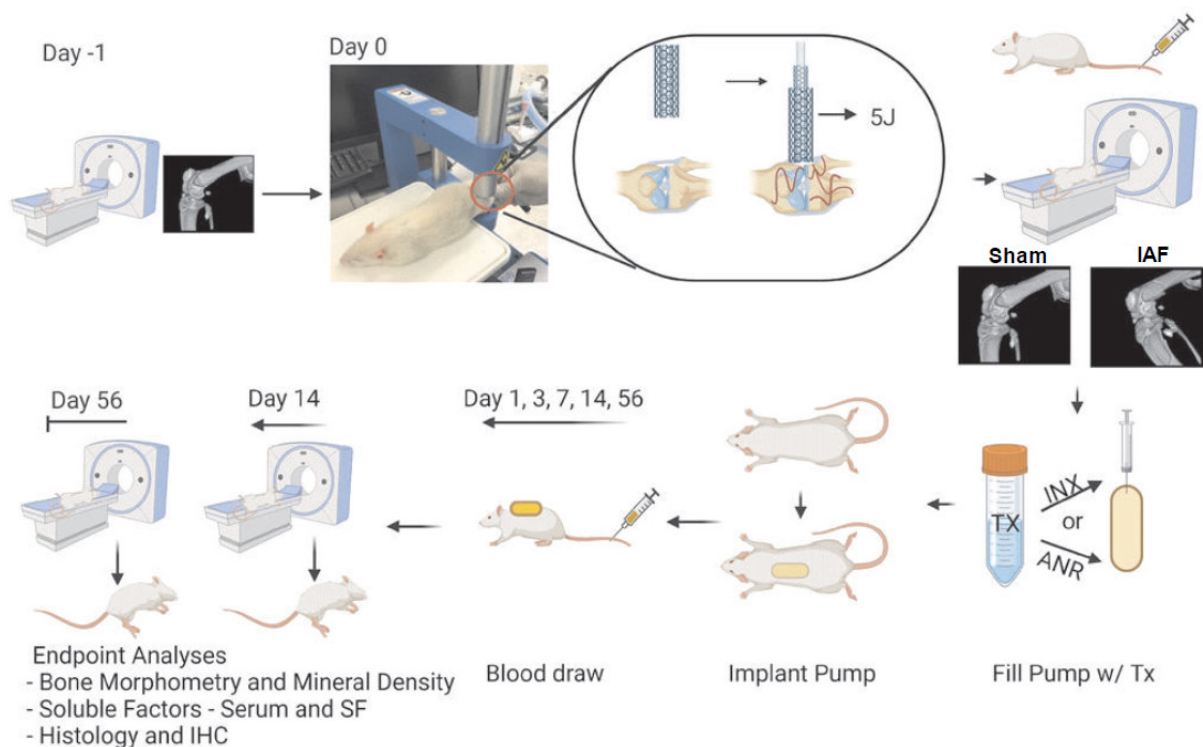 Day -1
Day 0
5J
Sham
IAF
Day 56
Day 14
Day 1, 3, 7, 14, 56
TX
INX
or
ANR
Endpoint Analyses
- Bone Morphometry and Mineral Density
- Soluble Factors - Serum and SF
- Histology and IHC
Blood draw
Implant Pump
Fill Pump w/ Tx